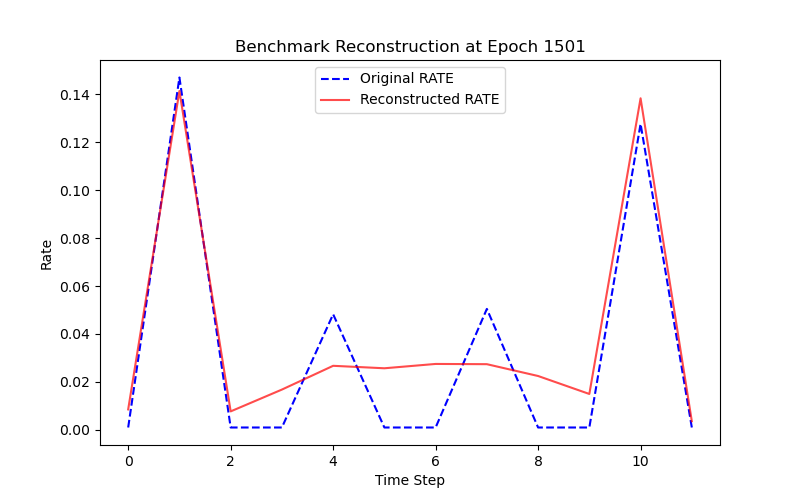 Benchmark Reconstruction at Epoch 1501
Original RATE
Reconstructed RATE
0.14
0.12
0.10
0.08
0.06
0.04
0.02
0.00
Rate
0 2 4 6 8 10
Time Step